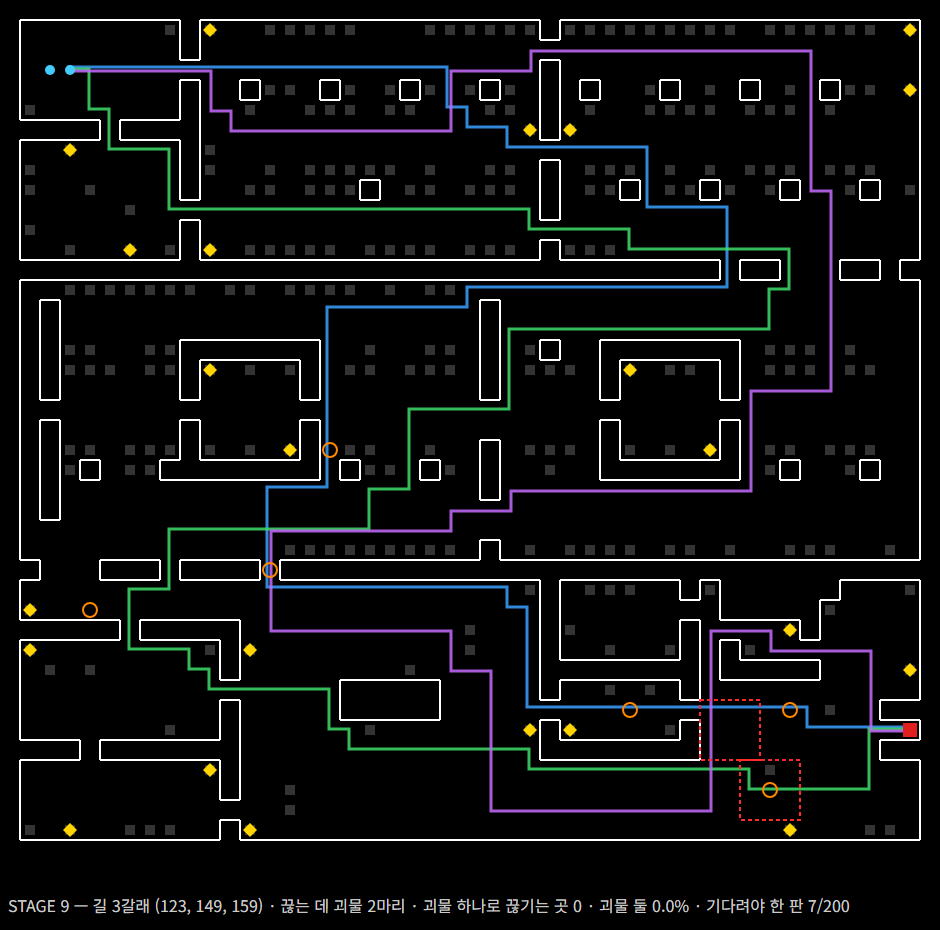 STAGE 9 — 길 3갈래 (123, 149, 159) · 끊는 데 괴물 2마리 · 괴물 하나로 끊기는 곳 0 · 괴물 둘 0.0% · 기다려야 한 판 7/200